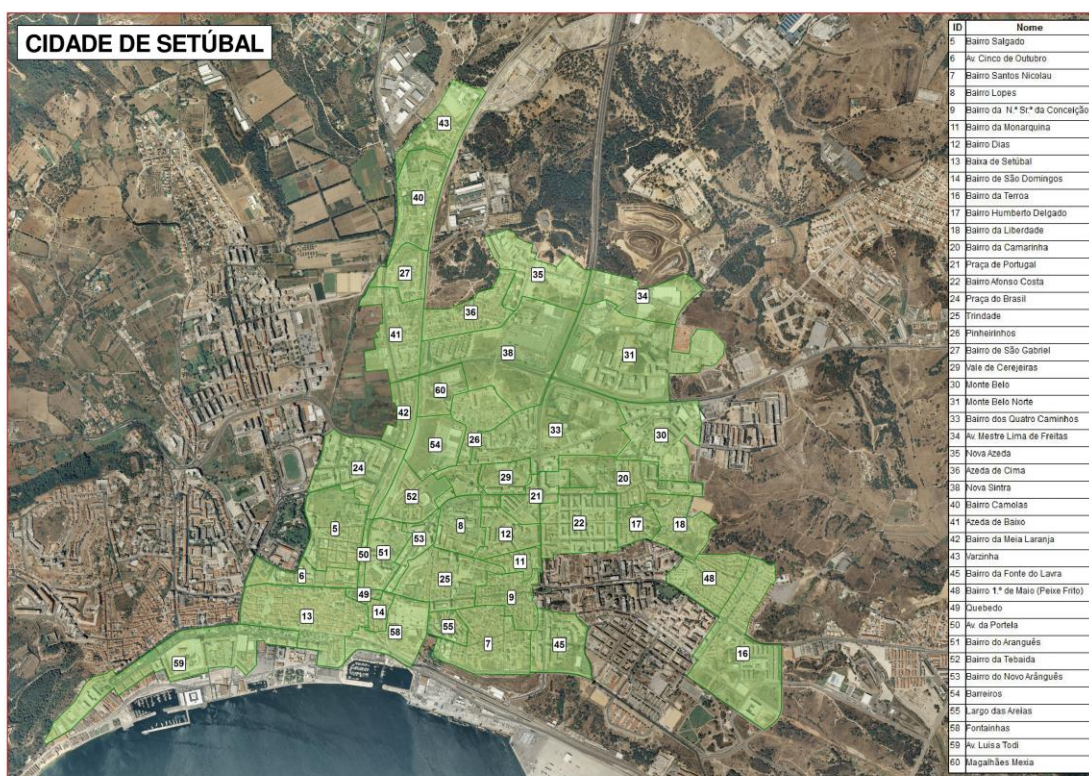 CIDADE DE SETÚBAL
ID Nome
5 Bairro Salgado
6 Av. Cinco de Outubro
7 Bairro Santos Nicolau
8 Bairro Lopes
9 Bairro da N.ª Sr.ª da Conceição
11 Bairro da Monarquina
12 Bairro Dias
13 Baixa de Setúbal
14 Bairro de São Domingos
16 Bairro da Terroa
17 Bairro Humberto Delgado
18 Bairro da Liberdade
20 Bairro da Camarinha
21 Praça de Portugal
22 Bairro Afonso Costa
24 Praça do Brasil
25 Trindade
26 Pinheirinhos
27 Bairro de São Gabriel
29 Vale de Cerejeiras
30 Monte Belo
31 Monte Belo Norte
33 Bairro dos Quatro Caminhos
34 Av. Mestre Lima de Freitas
35 Nova Azeda
36 Azeda de Cima
38 Nova Sintra
40 Bairro Camolas
41 Azeda de Baixo
42 Bairro da Meia Laranja
43 Varzinha
45 Bairro da Fonte do Lavra
48 Bairro 1.º de Maio (Peixe Frito)
49 Quebedo
50 Av. da Portela
51 Bairro do Aranguês
52 Bairro da Tebaida
53 Bairro do Novo Arânguês
54 Barreiros
55 Largo das Areias
58 Fontainhas
59 Av. Luisa Todi
60 Magalhães Mexia
43
40
27
35
34
36
41
38
31
60
42
33
30
54
26
24
29
20
52
21
5
8
22
17
18
53
12
50
51
11
6
25
48
49
9
13
14
55
58
7
45
16
59